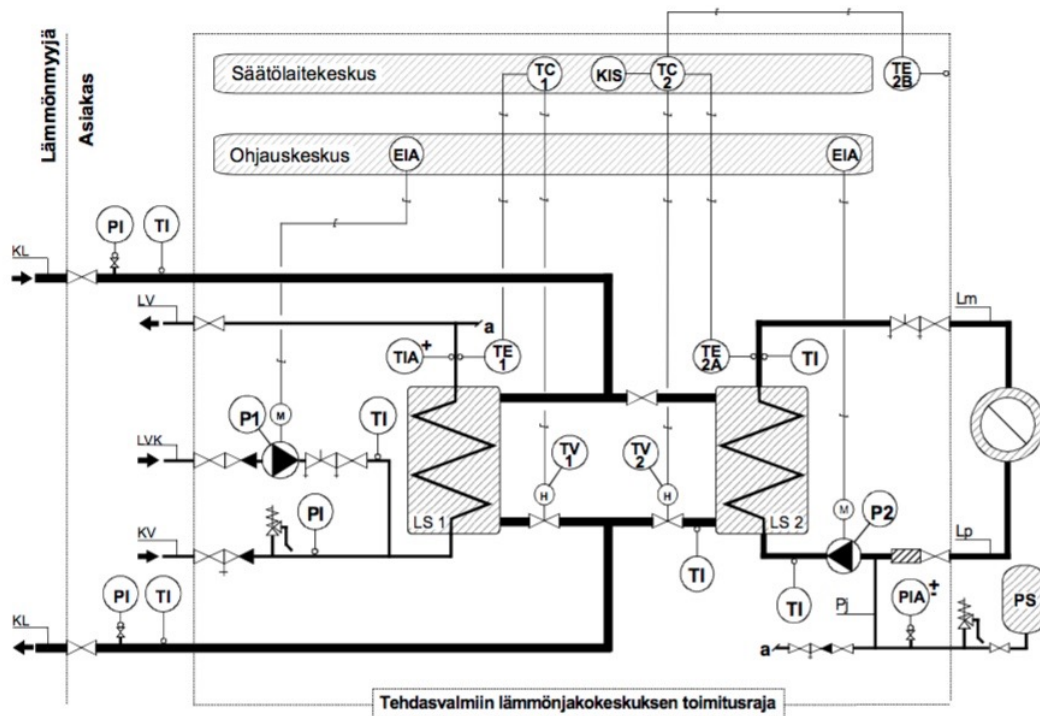 Lämmönmyyjä
Asiakas
Säätölaitekeskus
TC
1
KIS
TC
2
TE
2B
Ohjauskeskus
EIA
EIA
PI
TI
KL
LV
a
Lm
TIA
+
TE
1
TE
2A
TI
P1
M
TI
LVK
TV
1
TV
2
H
H
LS 1
LS 2
M
P2
PI
KV
Lp
TI
TI
PI
TI
KL
Pj
PIA
+
-
PS
a
Tehdasvalmiin lämmönjakokeskuksen toimitusraja